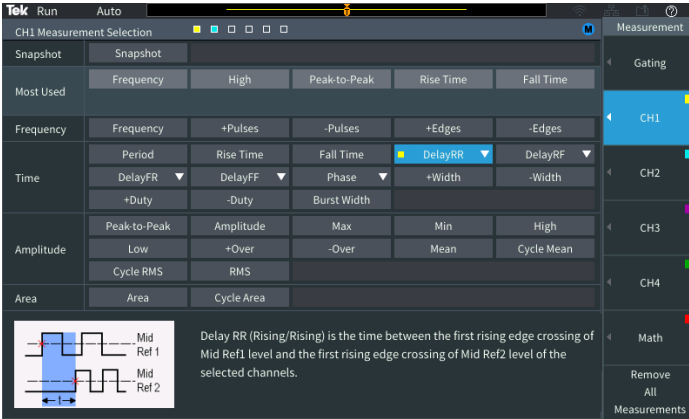 Tek Run Auto
T
?
CH1 Measurement Selection
M
Measurement
Snapshot Snapshot
Gating
Most Used Frequency High Peak-to-Peak Rise Time Fall Time
CH1
Frequency Frequency +Pulses -Pulses +Edges -Edges
Time Period Rise Time Fall Time DelayRR DelayRF
DelayFR DelayFF Phase +Width -Width
CH2
+Duty -Duty Burst Width
Amplitude Peak-to-Peak Amplitude Max Min High
CH3
Low +Over -Over Mean Cycle Mean
Cycle RMS RMS
CH4
Area Area Cycle Area
Mid
Ref 1
Mid
Ref 2
t
Delay RR (Rising/Rising) is the time between the first rising edge crossing of
Mid Ref1 level and the first rising edge crossing of Mid Ref2 level of the
selected channels.
Math
Remove
All
Measurements